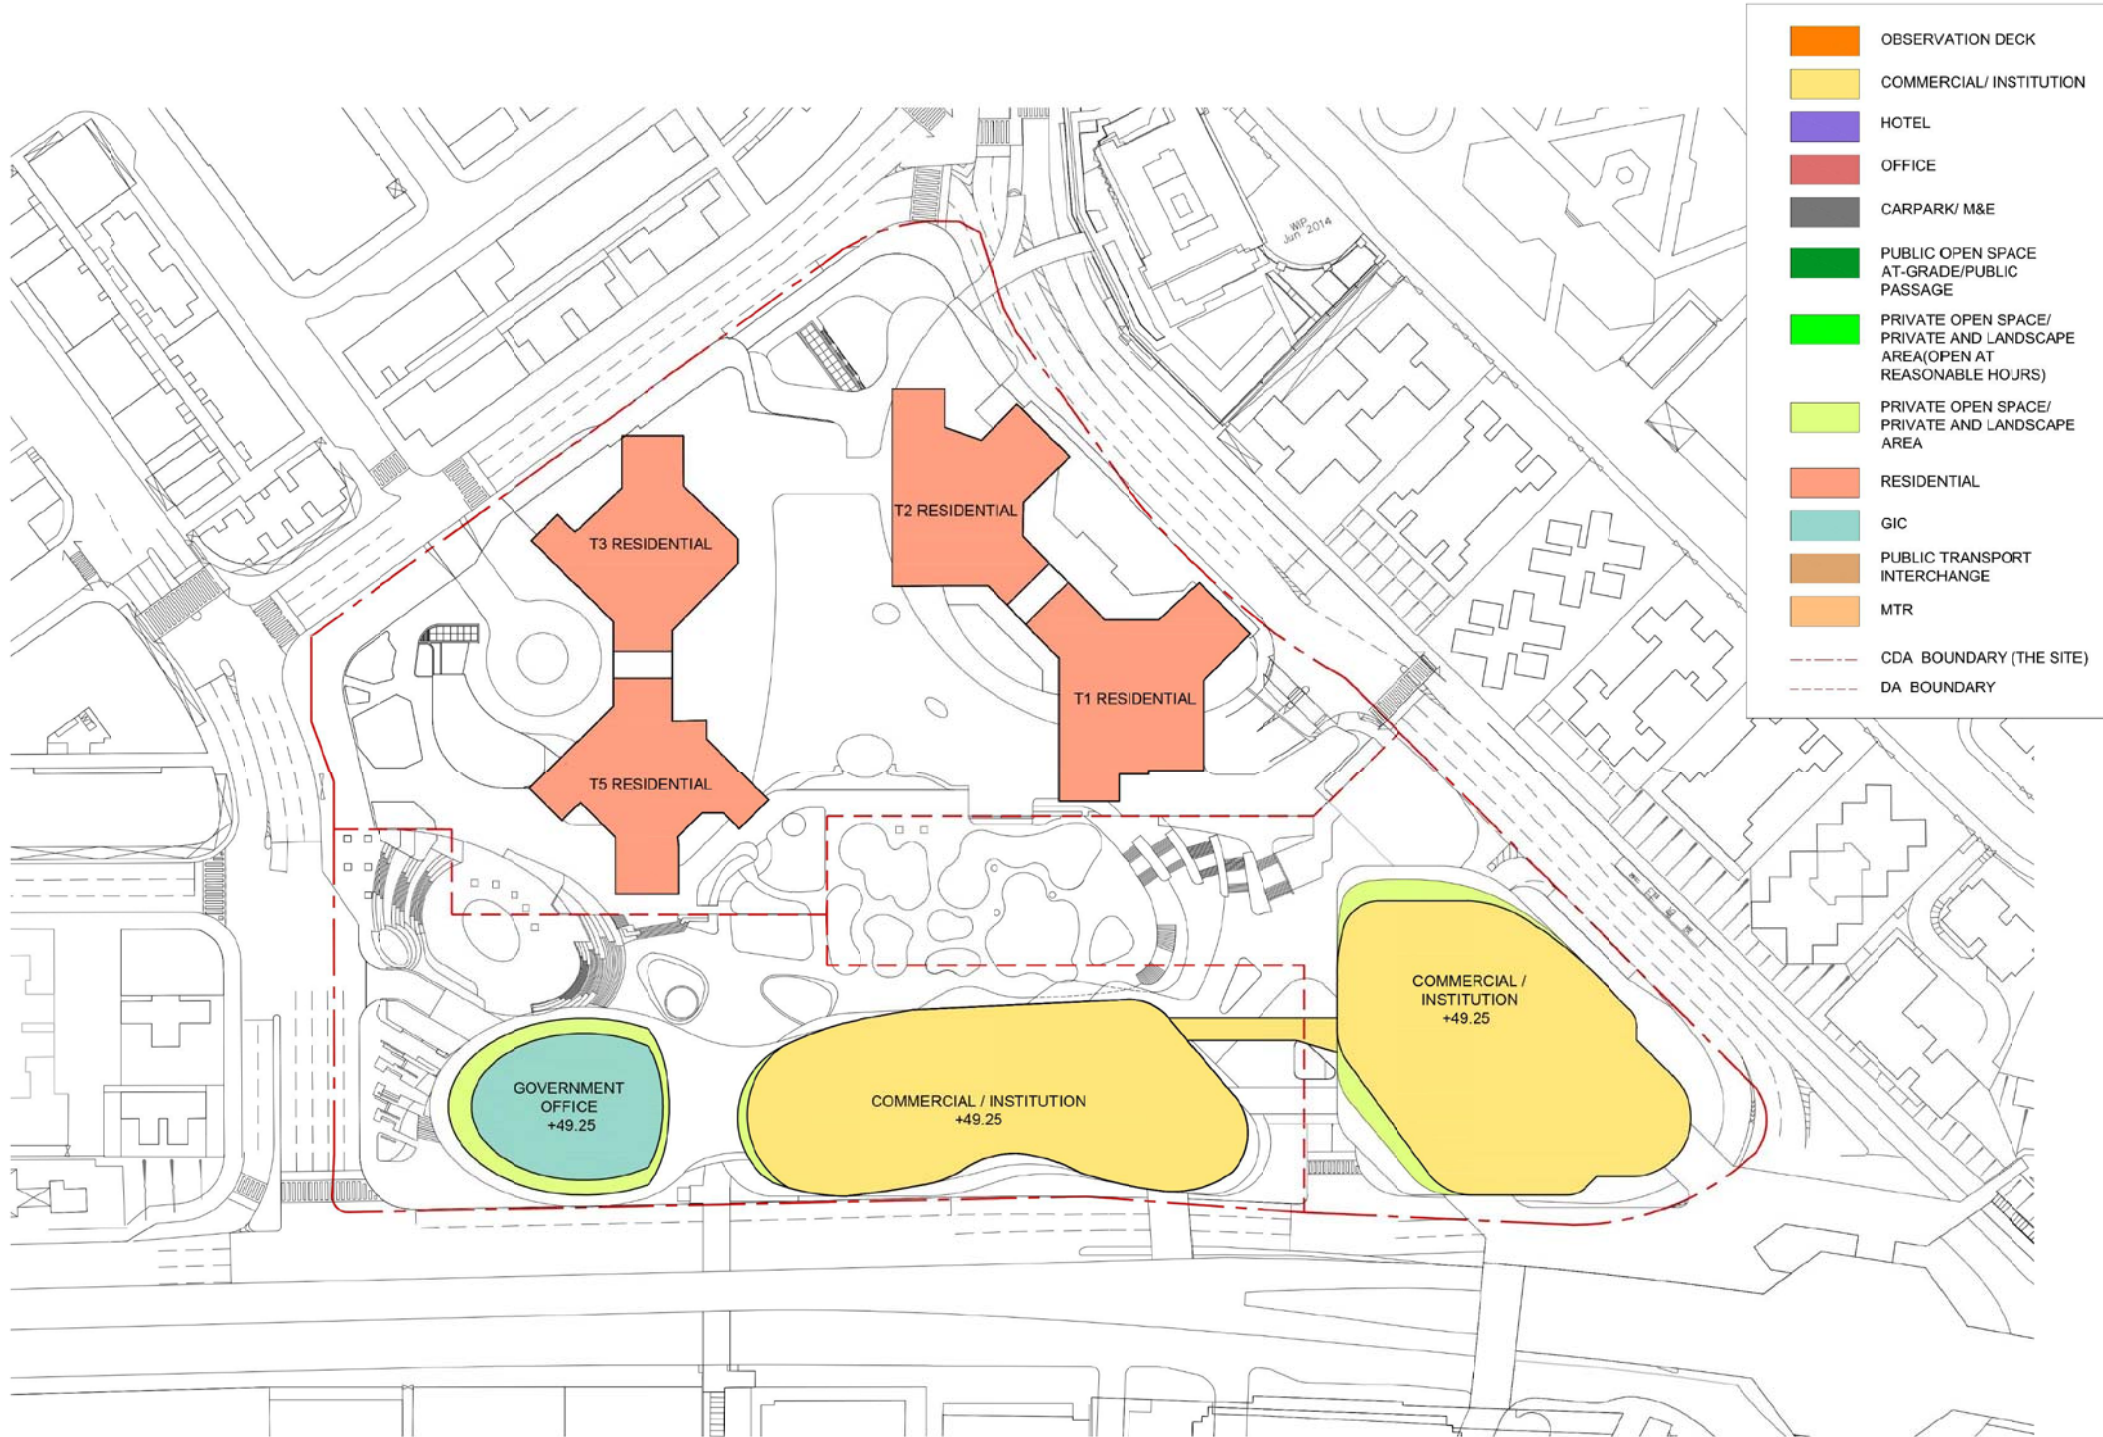 OBSERVATION DECK
COMMERCIAL/ INSTITUTION
HOTEL
OFFICE
CARPARK/ M&E
PUBLIC OPEN SPACE
AT-GRADE/PUBLIC
PASSAGE
PRIVATE OPEN SPACE/
PRIVATE AND LANDSCAPE
AREA(OPEN AT
REASONABLE HOURS)
PRIVATE OPEN SPACE/
PRIVATE AND LANDSCAPE
AREA
RESIDENTIAL
GIC
PUBLIC TRANSPORT
INTERCHANGE
MTR
CDA BOUNDARY (THE SITE)
DA BOUNDARY
WIP
Jun 2014
T2 RESIDENTIAL
T3 RESIDENTIAL
T1 RESIDENTIAL
T5 RESIDENTIAL
COMMERCIAL /
INSTITUTION
+49.25
GOVERNMENT
OFFICE
+49.25
COMMERCIAL / INSTITUTION
+49.25